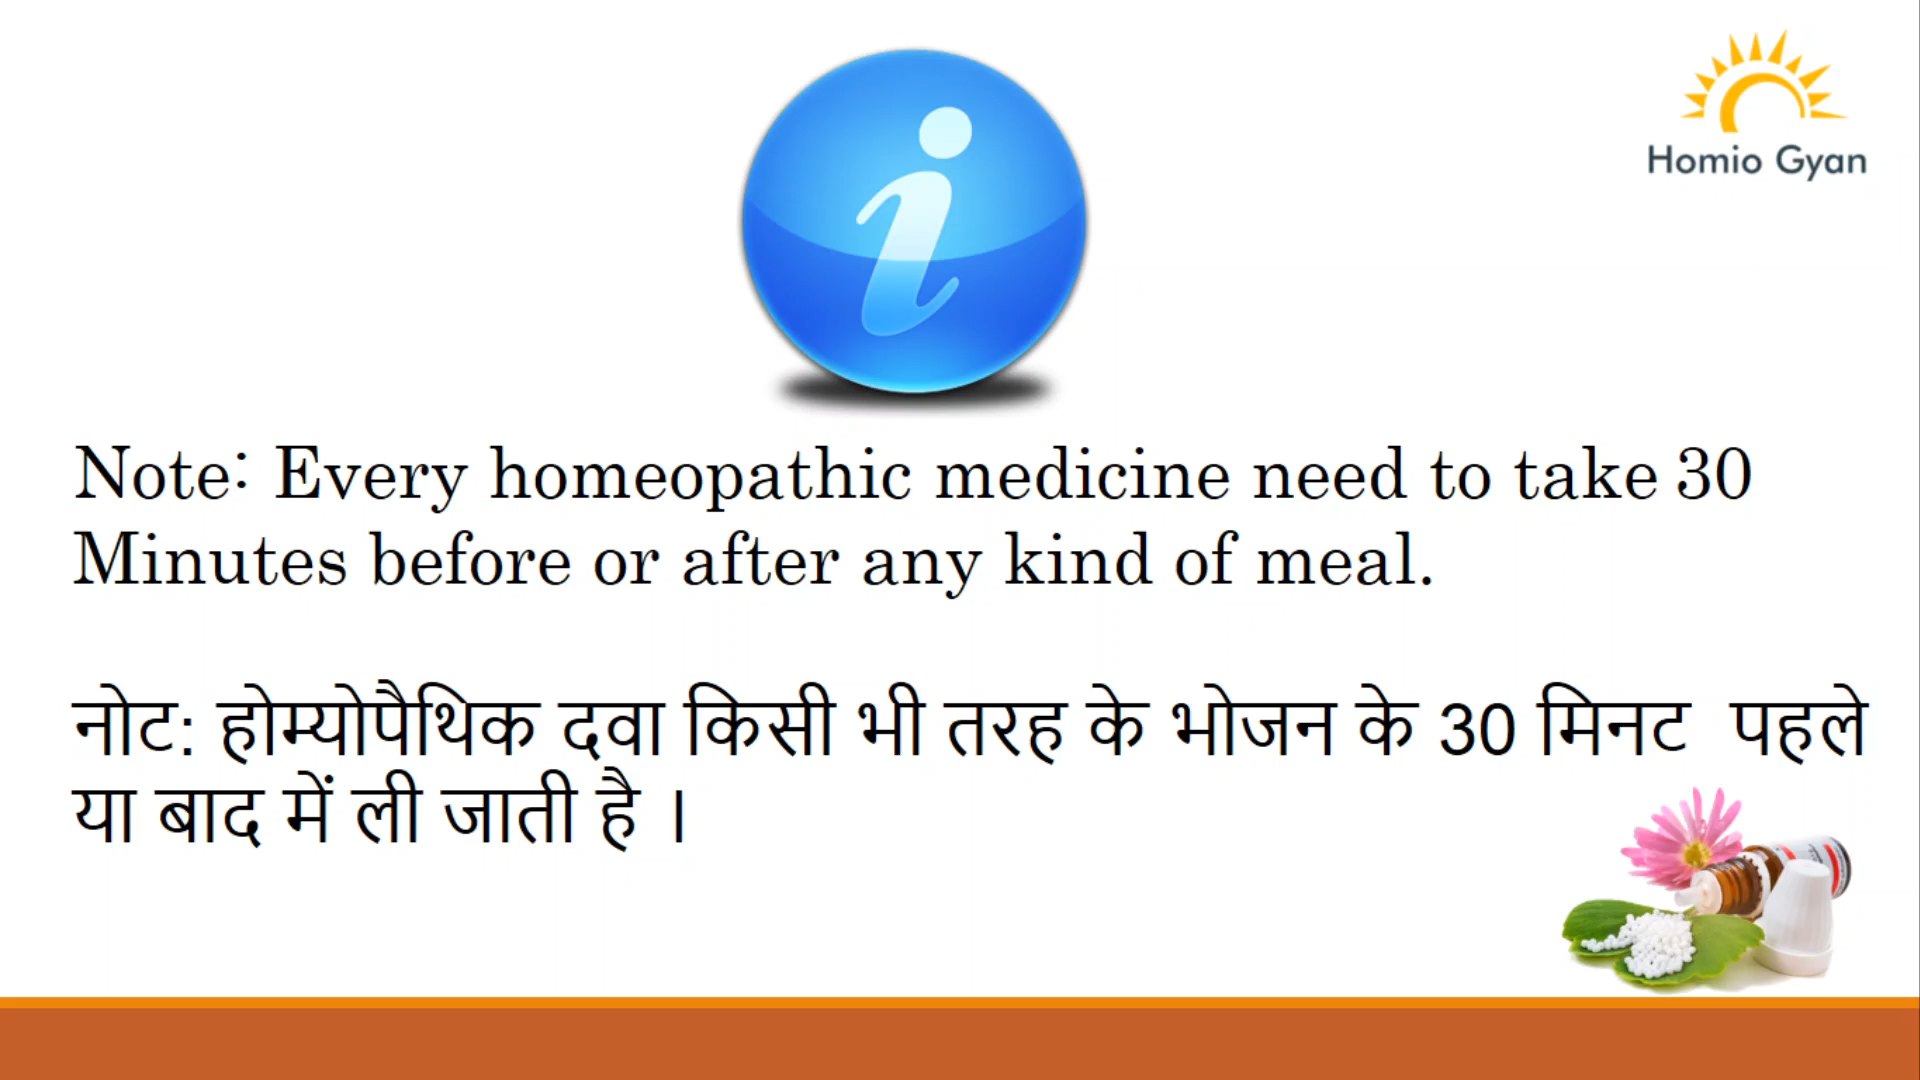 Homio Gyan
Note: Every homeopathic medicine need to take 30
Minutes before or after any kind of meal.
नोट: होम्योपैथिक दवा किसी भी तरह के भोजन के 30 मिनट पहले
या बाद में ली जाती है ।